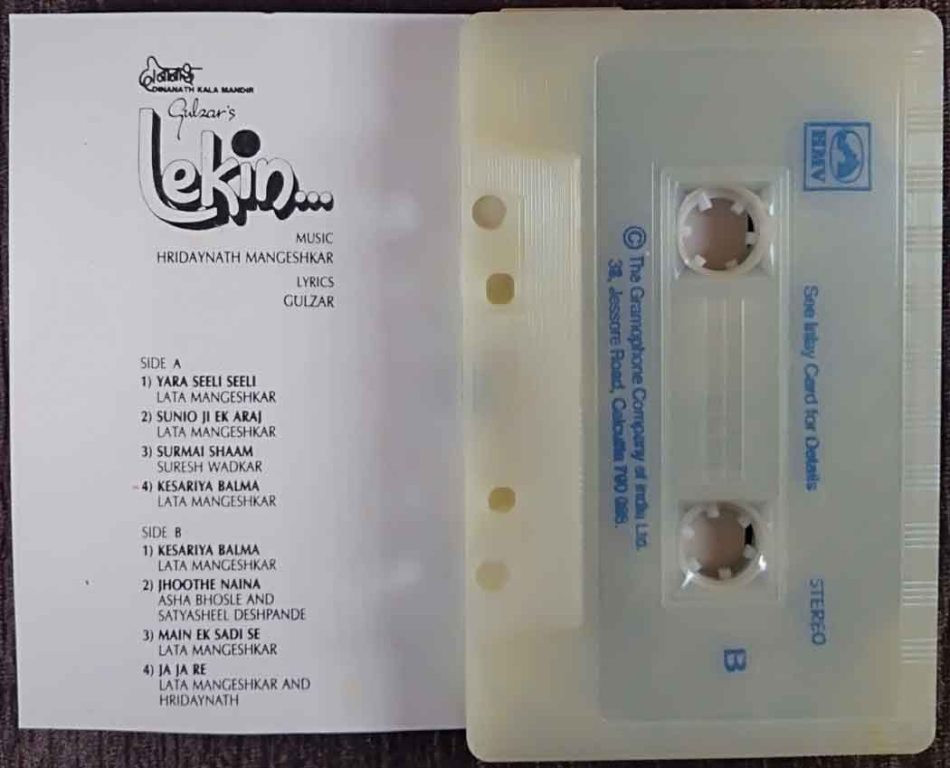 DINANATH KALA MANDIR
Gulzar's
Lekin...
MUSIC
HRIDAYNATH MANGESHKAR
LYRICS
GULZAR
SIDE A
1) YARA SEELI SEELI
LATA MANGESHKAR
2) SUNIO JI EK ARAJ
LATA MANGESHKAR
3) SURMAI SHAAM
SURESH WADKAR
4) KESARIYA BALMA
LATA MANGESHKAR
SIDE B
1) KESARIYA BALMA
LATA MANGESHKAR
2) JHOOTHE NAINA
ASHA BHOSLE AND
SATYASHEEL DESHPANDE
3) MAIN EK SADI SE
LATA MANGESHKAR
4) JA JA RE
LATA MANGESHKAR AND
HRIDAYNATH
HMV
See Inlay Card for Details
STEREO
B
© The Gramophone Company of India Ltd.
33, Jessore Road, Calcutta 700 028.